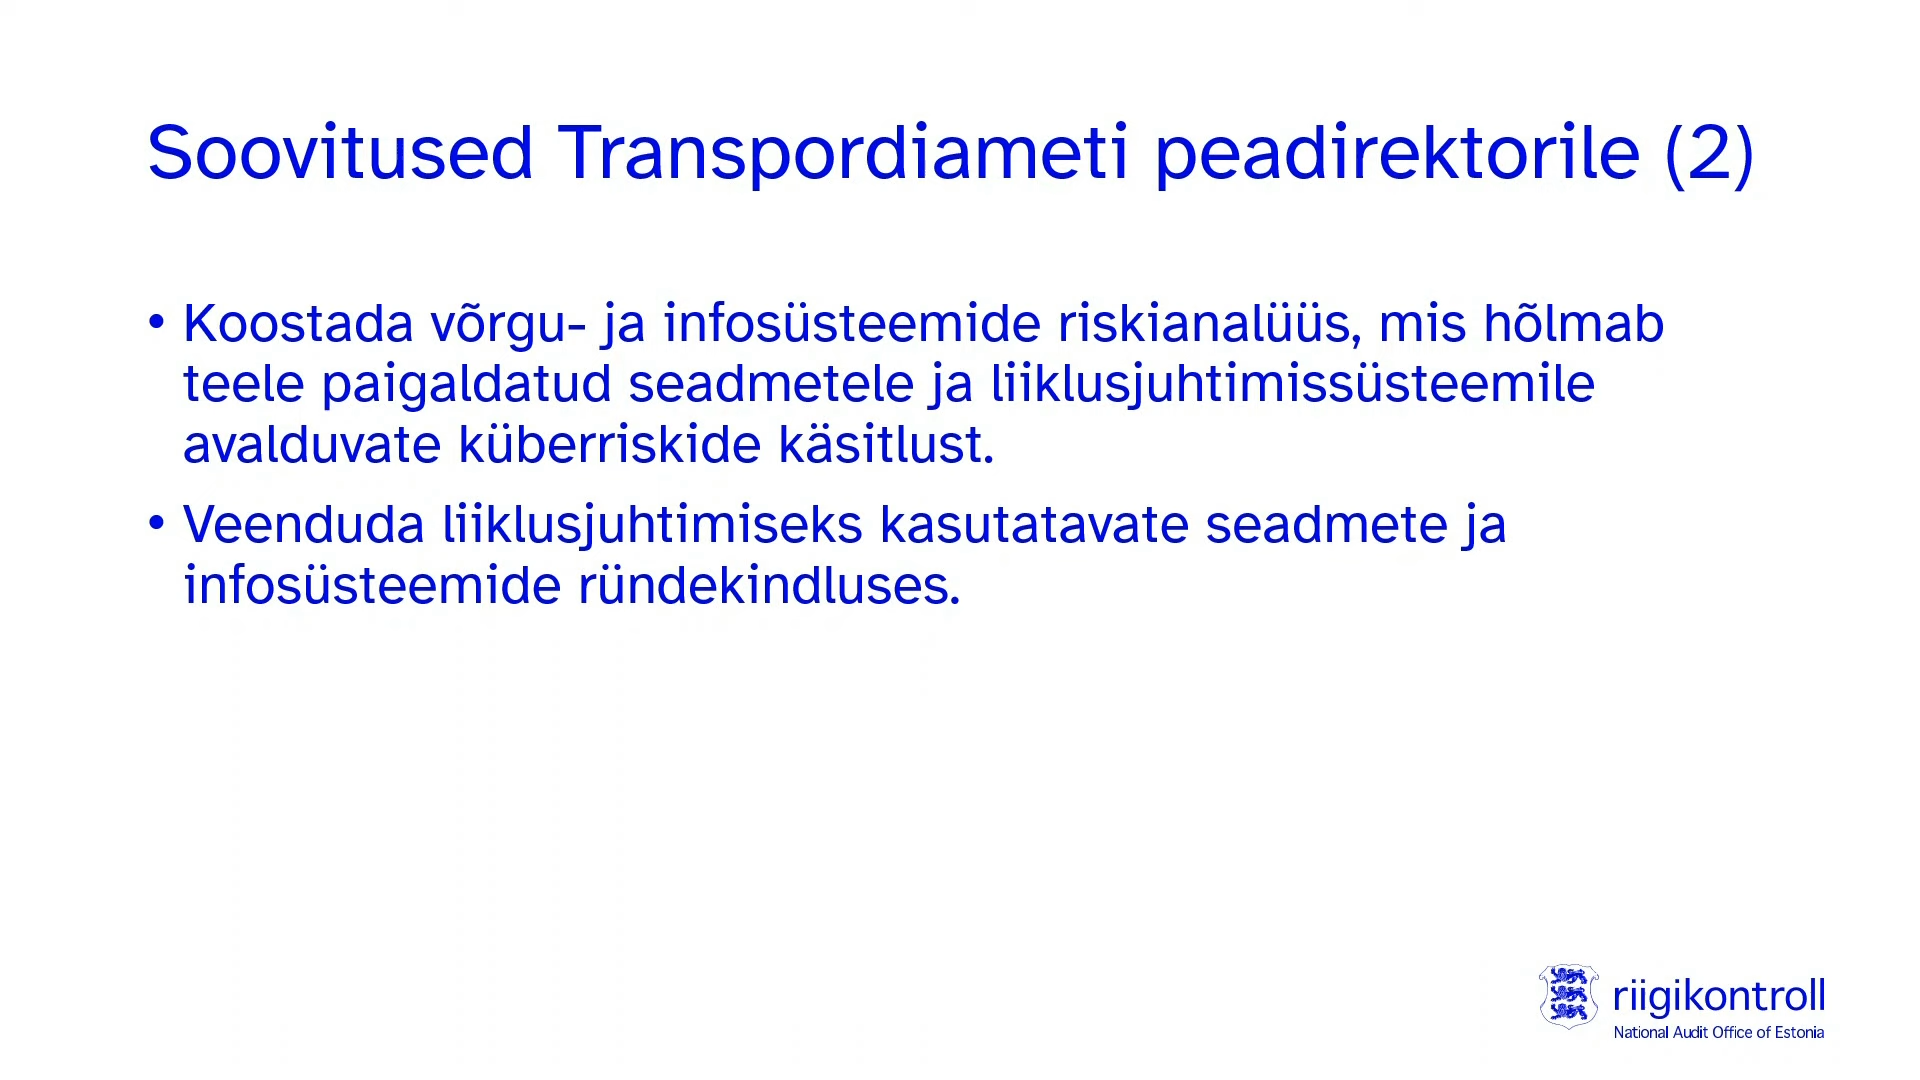 Soovitused Transpordiameti peadirektorile (2)
• Koostada võrgu- ja infosüsteemide riskianalüüs, mis hõlmab
teele paigaldatud seadmetele ja liiklusjuhtimissüsteemile
avalduvate küberriskide käsitlust.
• Veenduda liiklusjuhtimiseks kasutatavate seadmete ja
infosüsteemide ründekindluses.
riigikontroll
National Audit Office of Estonia